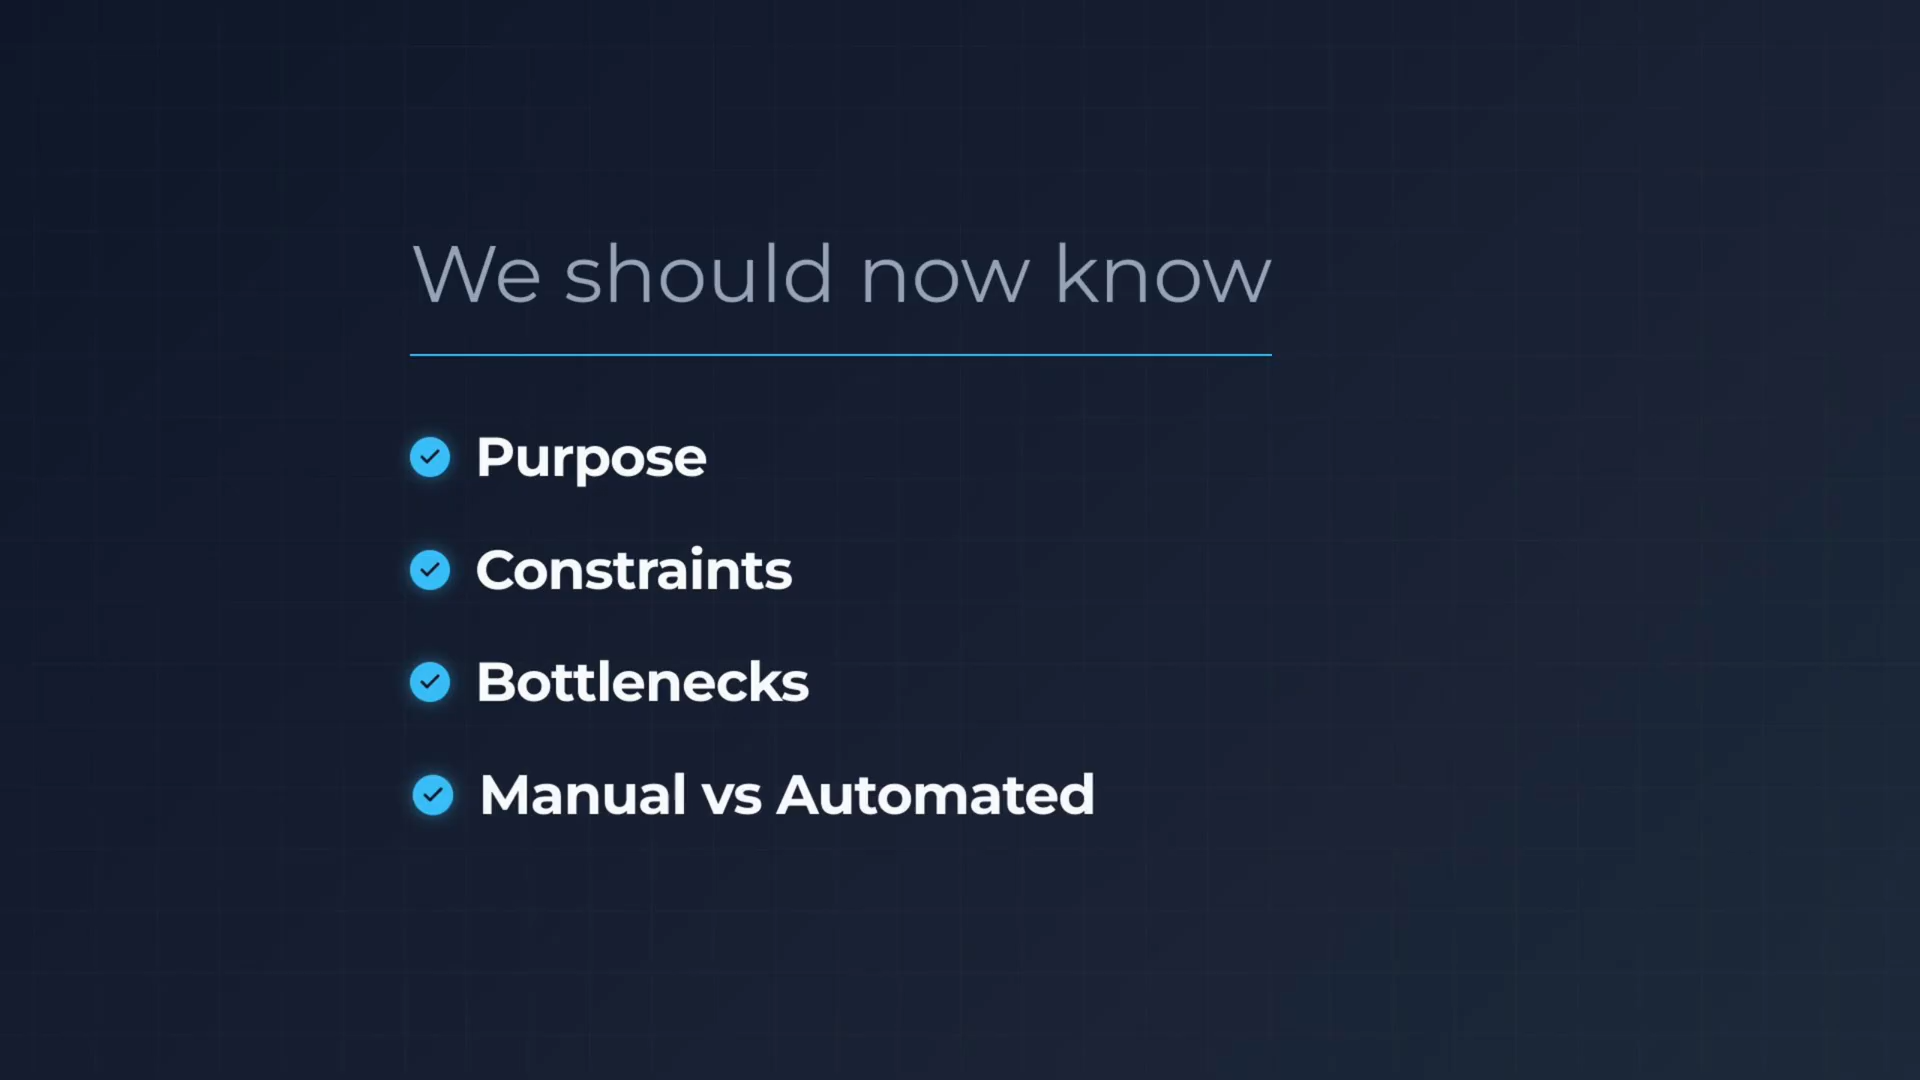 We should now know
Purpose
Constraints
Bottlenecks
Manual vs Automated